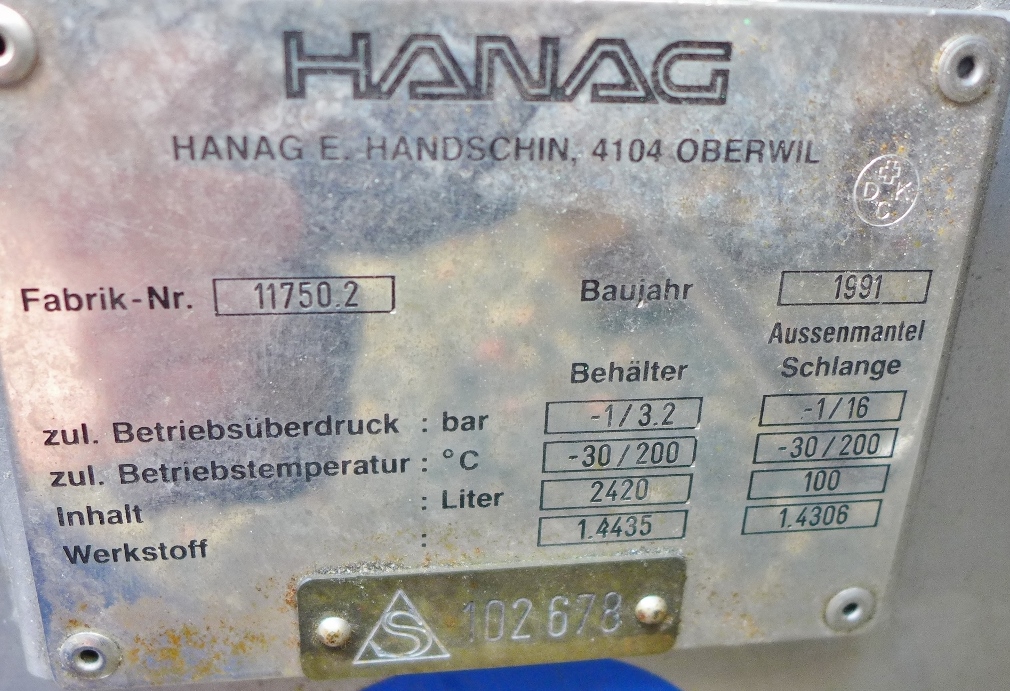 HANAG
HANAG E. HANDSCHIN, 4104 OBERWIL
D K
C
Fabrik-Nr. 11750.2 Baujahr 1991
Aussenmantel
Behälter Schlange
zul. Betriebsüberdruck : bar -1/3.2 -1/16
zul. Betriebstemperatur : °C -30/200 -30/200
Inhalt : Liter 2420 100
Werkstoff : 1.4435 1.4306
S 102678